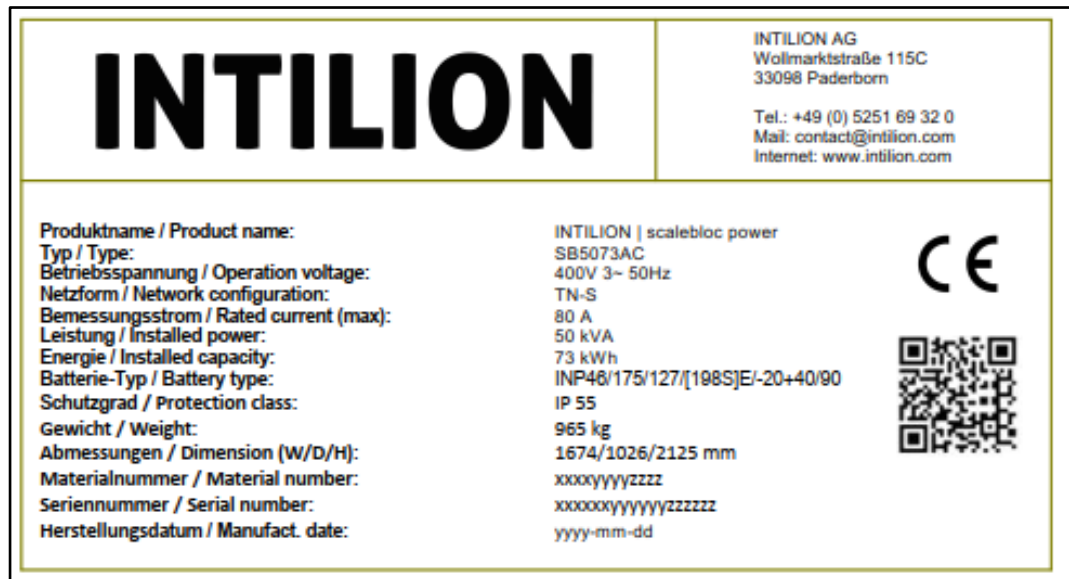 INTILION
INTILION AG
Wollmarktstraße 115C
33098 Paderborn
Tel.: +49 (0) 5251 69 32 0
Mail: contact@intilion.com
Internet: www.intilion.com
Produktname / Product name: INTILION | scalebloc power
Typ / Type: SB5073AC
Betriebsspannung / Operation voltage: 400V 3~ 50Hz
Netzform / Network configuration: TN-S
Bemessungsstrom / Rated current (max): 80 A
Leistung / Installed power: 50 kVA
Energie / Installed capacity: 73 kWh
Batterie-Typ / Battery type: INP46/175/127/[198S]E/-20+40/90
Schutzgrad / Protection class: IP 55
Gewicht / Weight: 965 kg
Abmessungen / Dimension (W/D/H): 1674/1026/2125 mm
Materialnummer / Material number: xxxxyyyyzzzz
Seriennummer / Serial number: xxxxxxyyyyyyzzzzzz
Herstellungsdatum / Manufact. date: yyyy-mm-dd
CE